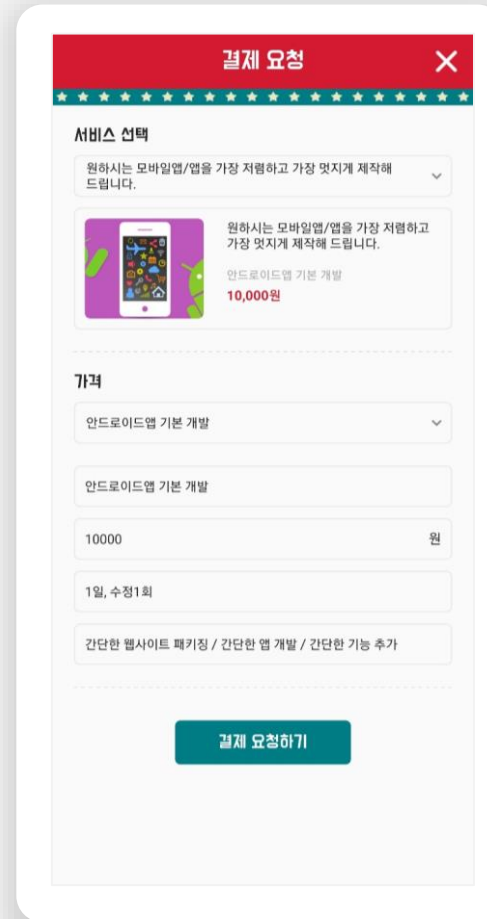 결제 요청
서비스 선택
원하시는 모바일앱/앱을 가장 저렴하고 가장 멋지게 제작해
드립니다.
원하시는 모바일앱/앱을 가장 저렴하고
가장 멋지게 제작해 드립니다.
안드로이드앱 기본 개발
10,000원
가격
안드로이드앱 기본 개발
안드로이드앱 기본 개발
10000 원
1일, 수정1회
간단한 웹사이트 패키징 / 간단한 앱 개발 / 간단한 기능 추가
결제 요청하기